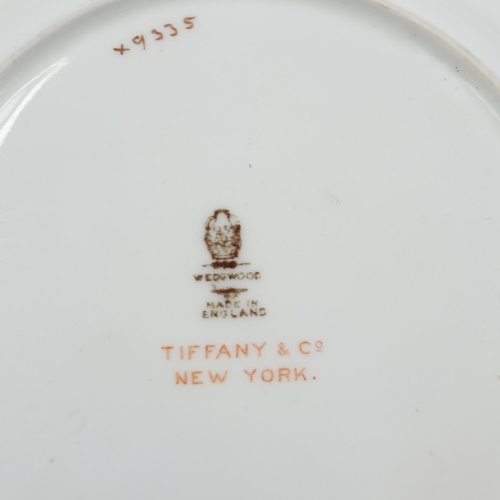 X9335
WEDGWOOD
MADE IN
ENGLAND
TIFFANY & Cº
NEW YORK.